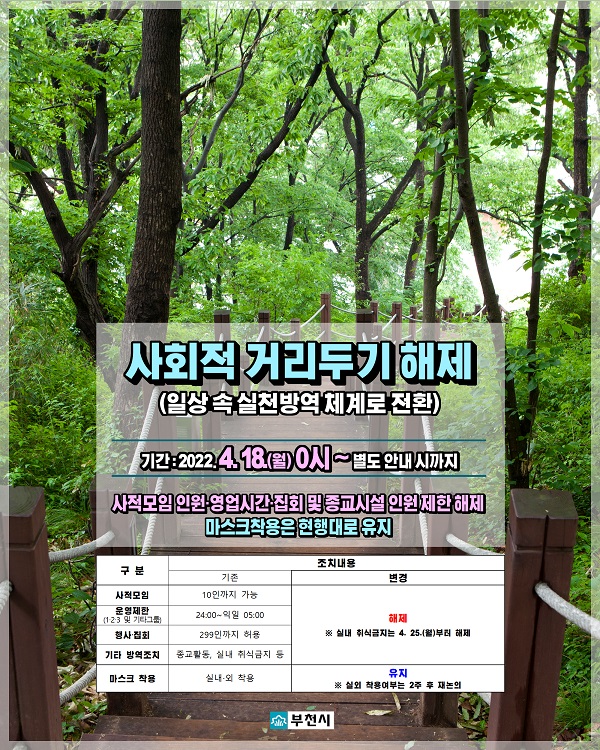 사회적 거리두기 해제
(일상 속 실천방역 체계로 전환)
기간 : 2022. 4. 18.(월) 0시 ~ 별도 안내 시까지
사적모임 인원·영업시간·집회 및 종교시설 인원 제한 해제
마스크착용은 현행대로 유지
구 분 조치내용
기존 변경
사적모임 10인까지 가능
운영제한 24:00~익일 05:00
(1·2·3 및 기타그룹)
해제
행사·집회 299인까지 허용
※ 실내 취식금지는 4. 25.(월)부터 해제
기타 방역조치 종교활동, 실내 취식금지 등
마스크 착용 실내·외 착용 유지
※ 실외 착용여부는 2주 후 재논의
부천시